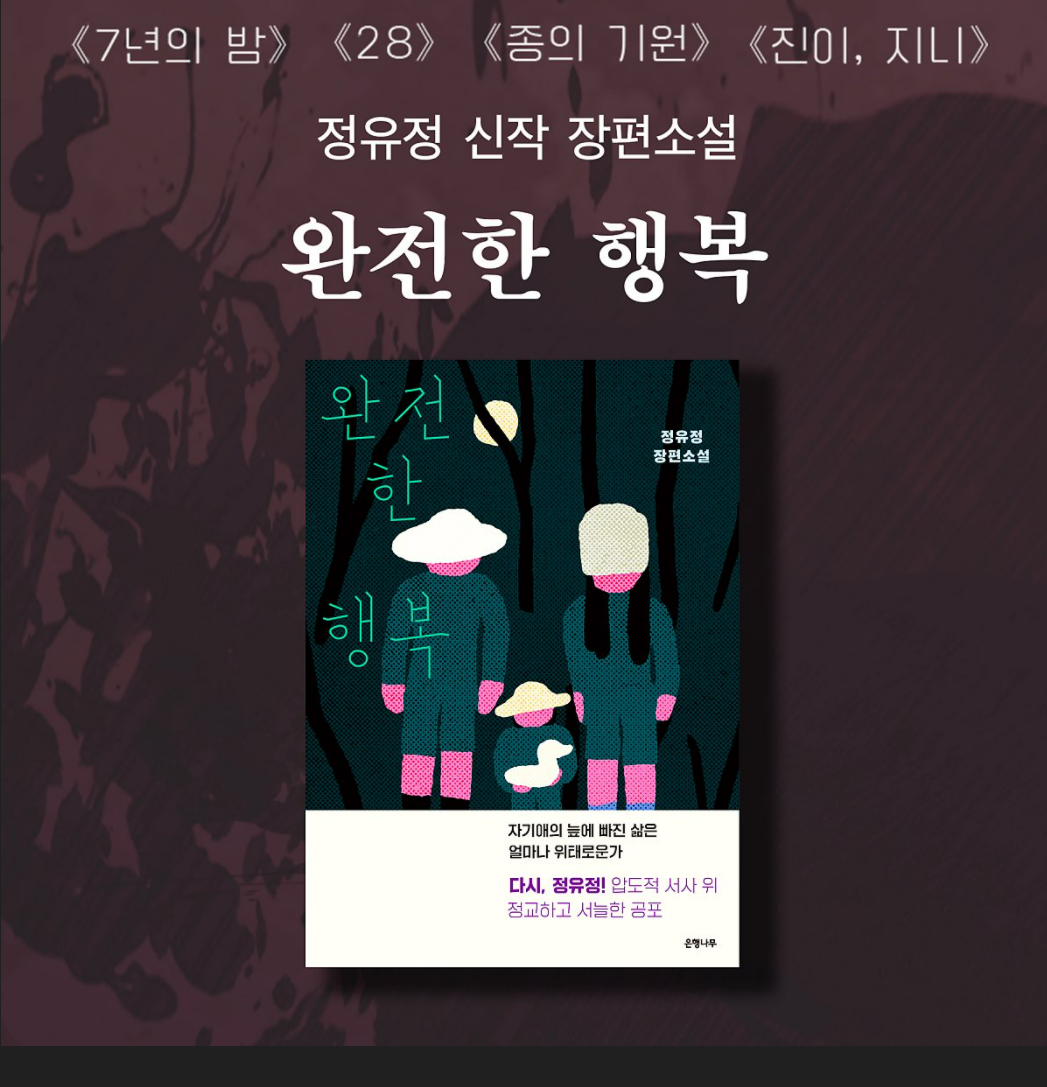 《7년의 밤》 《28》 《종의 기원》 《진이, 지니》
정유정 신작 장편소설
완전한 행복
완전
한
행복
정유정
장편소설
자기애의 늪에 빠진 삶은
얼마나 위태로운가
다시, 정유정! 압도적 서사 위
정교하고 서늘한 공포
은행나무